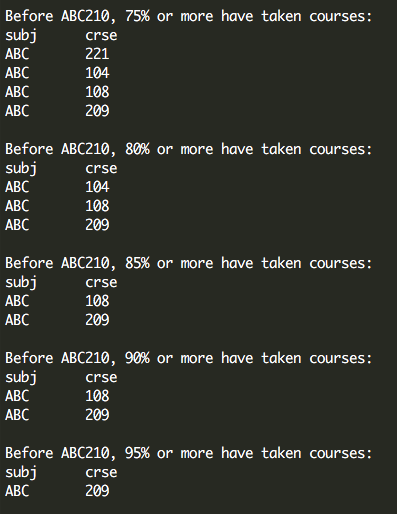 Before ABC210, 75% or more have taken courses:
subj crse
ABC 221
ABC 104
ABC 108
ABC 209
Before ABC210, 80% or more have taken courses:
subj crse
ABC 104
ABC 108
ABC 209
Before ABC210, 85% or more have taken courses:
subj crse
ABC 108
ABC 209
Before ABC210, 90% or more have taken courses:
subj crse
ABC 108
ABC 209
Before ABC210, 95% or more have taken courses:
subj crse
ABC 209